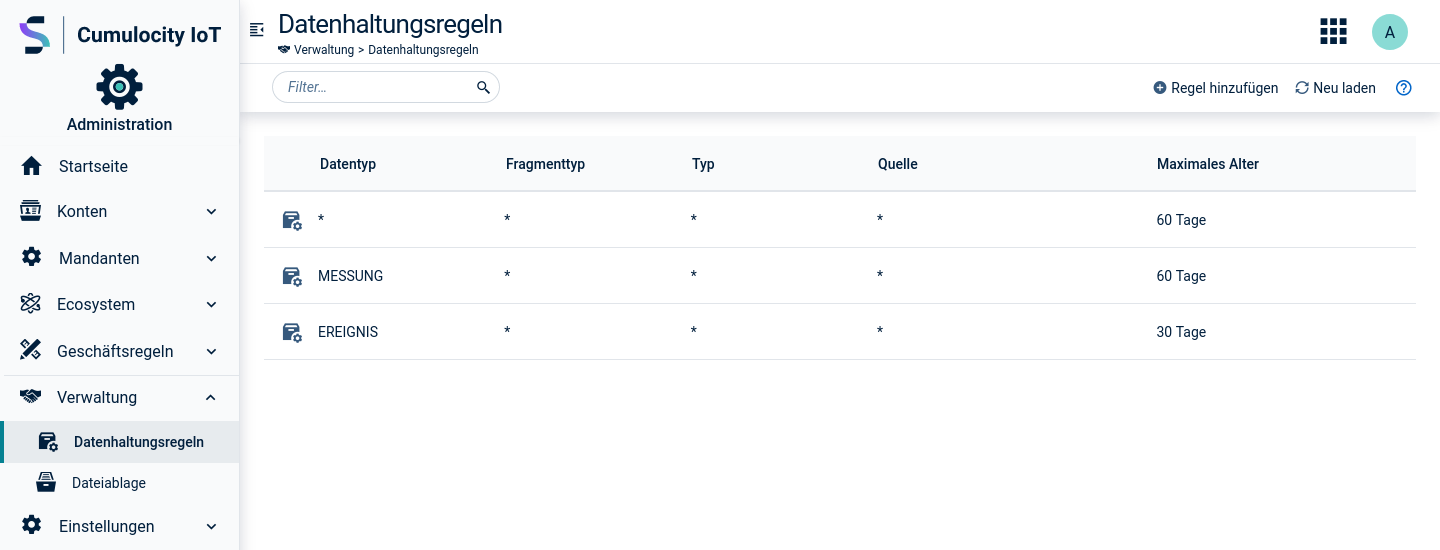 Cumulocity IoT
Administration
Startseite
Konten
Mandanten
Ecosystem
Geschäftsregeln
Verwaltung
Datenhaltungsregeln
Dateiablage
Einstellungen
Datenhaltungsregeln
Verwaltung > Datenhaltungsregeln
A
Filter…
Regel hinzufügen Neu laden
Datentyp Fragmenttyp Typ Quelle Maximales Alter
* * * * 60 Tage
MESSUNG * * * 60 Tage
EREIGNIS * * * 30 Tage